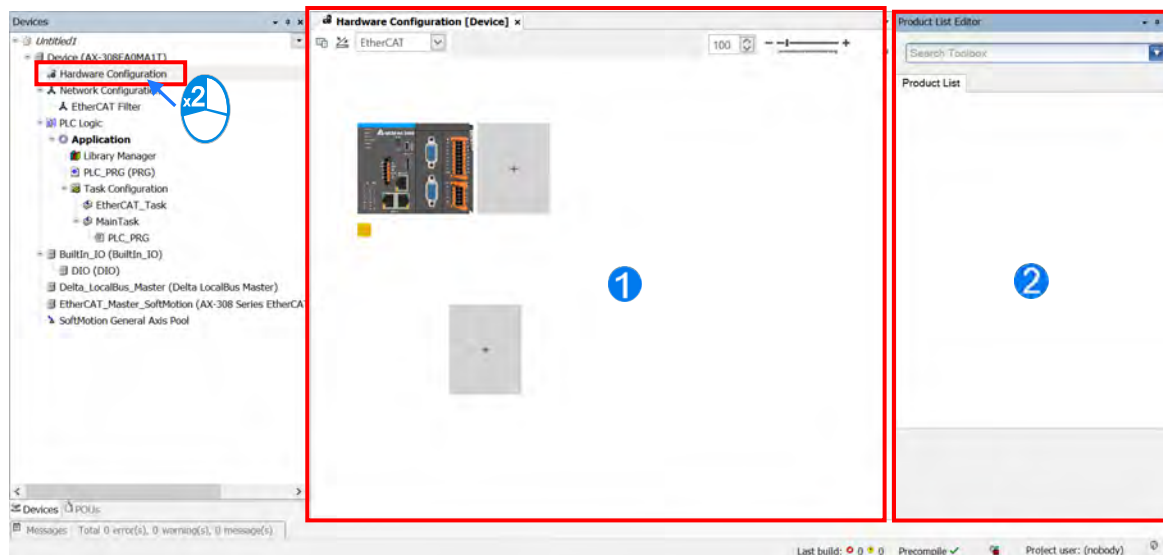 Devices
Untitled1
Device (AX-308EA0MA1T)
Hardware Configuration
Network Configuration
EtherCAT Filter
PLC Logic
Application
Library Manager
PLC_PRG (PRG)
Task Configuration
EtherCAT_Task
MainTask
PLC_PRG
BuiltIn_IO (BuiltIn_IO)
DIO (DIO)
Delta_LocalBus_Master (Delta LocalBus Master)
EtherCAT_Master_SoftMotion (AX-308 Series EtherCA
SoftMotion General Axis Pool
x2
Devices POUs
Messages Total 0 error(s), 0 warning(s), 0 message(s)
Hardware Configuration [Device] ×
EtherCAT 100 - +
+
1
+
Product List Editor
Search Toolbox
Product List
2
Last build: 0 0 Precompile ✓ Project user: (nobody)